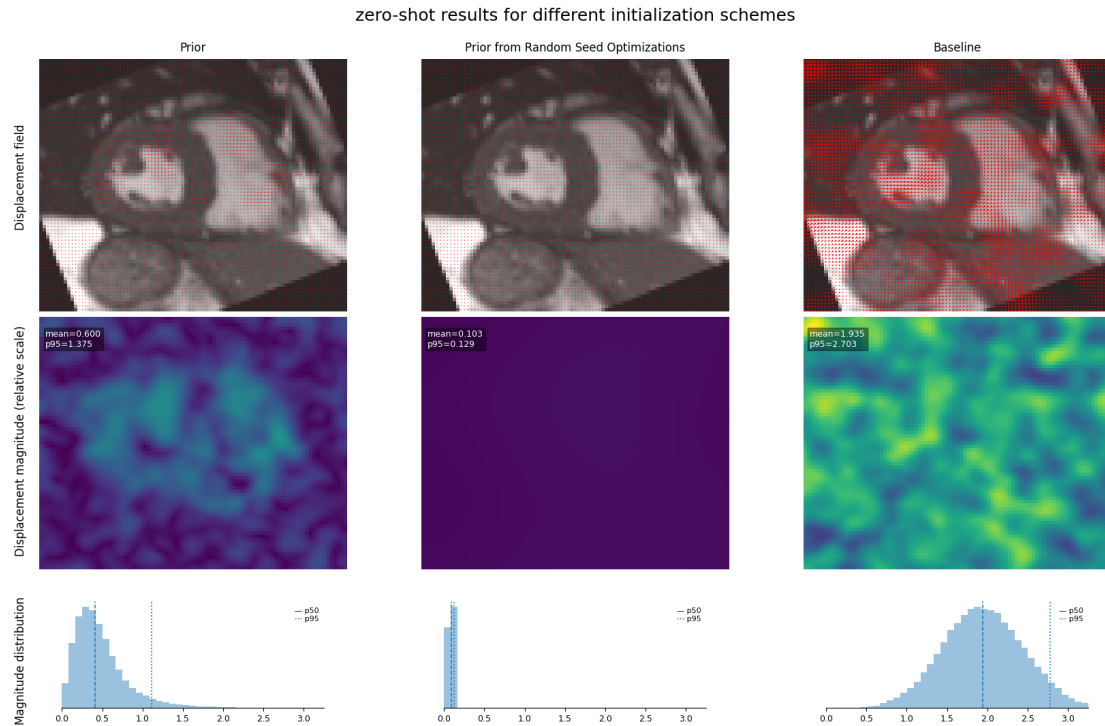 zero-shot results for different initialization schemes
Prior
Prior from Random Seed Optimizations
Baseline
Displacement field
Displacement magnitude (relative scale)
mean=0.600
p95=1.375
mean=0.103
p95=0.129
mean=1.935
p95=2.703
Magnitude distribution
p50
p95
p50
p95
p50
p95
0.0 0.5 1.0 1.5 2.0 2.5 3.0
0.0 0.5 1.0 1.5 2.0 2.5 3.0
0.0 0.5 1.0 1.5 2.0 2.5 3.0